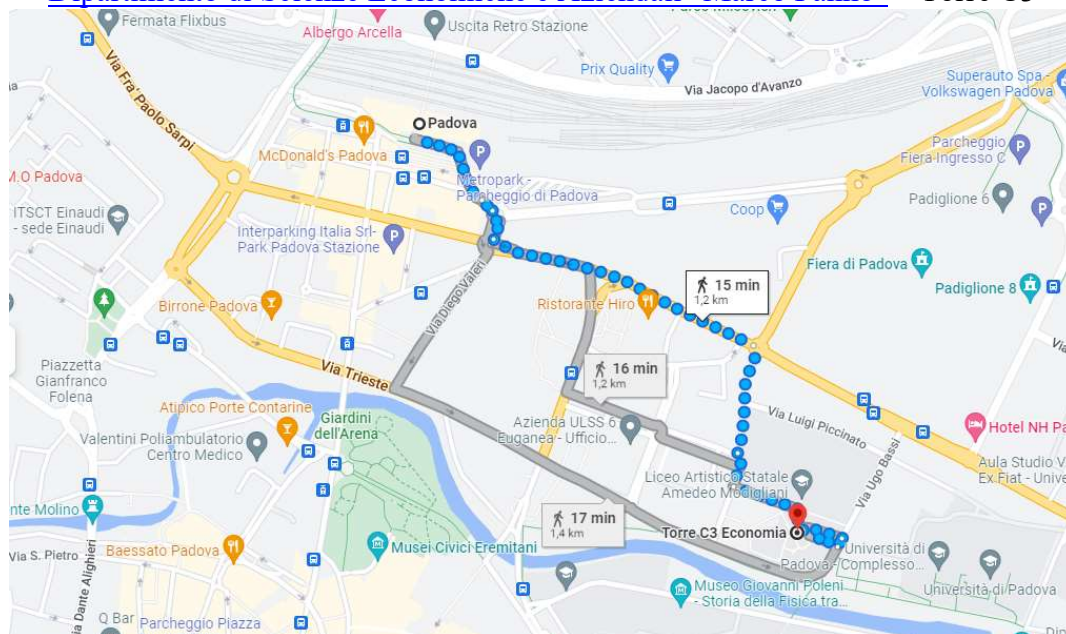 Fermata Flixbus
Albergo Arcella
Uscita Retro Stazione
Prix Quality
Via Jacopo d'Avanzo
Superauto Spa -
Volkswagen Padova
Via Fra' Paolo Sarpi
Padova
McDonald's Padova
Metropark -
Parcheggio di Padova
Parcheggio
Fiera-Ingresso C
Padiglione 6
M.O Padova
ITSCT Einaudi
- sede Einaudi
Interparking Italia Srl-
Park Padova Stazione
Coop
Fiera di Padova
Padiglione 8
Birrone Padova
Via Diego Valeri
Ristorante Hiro
15 min
1,2 km
Piazzetta
Gianfranco
Folena
Via Trieste
16 min
1,2 km
Atipico Porte Contarine
Giardini
dell'Arena
Valentini Poliambulatorio
Centro Medico
Azienda ULSS 6
Euganea - Ufficio...
Via Luigi Piccinato
Via Ugo Bassi
Hotel NH Pa
Liceo Artistico Statale
Amedeo Modigliani
Aula Studio V
Ex Fiat - Unive
nte Molino
17 min
1,4 km
Torre C3 Economia
Via S. Pietro
Via Dante Alighieri
Baessato Padova
Musei Civici Eremitani
Università di
Padova - (Complesso...
Università di Padova
Museo Giovanni Poleni
- Storia della Fisica tra...
Q Bar
Parcheggio Piazza